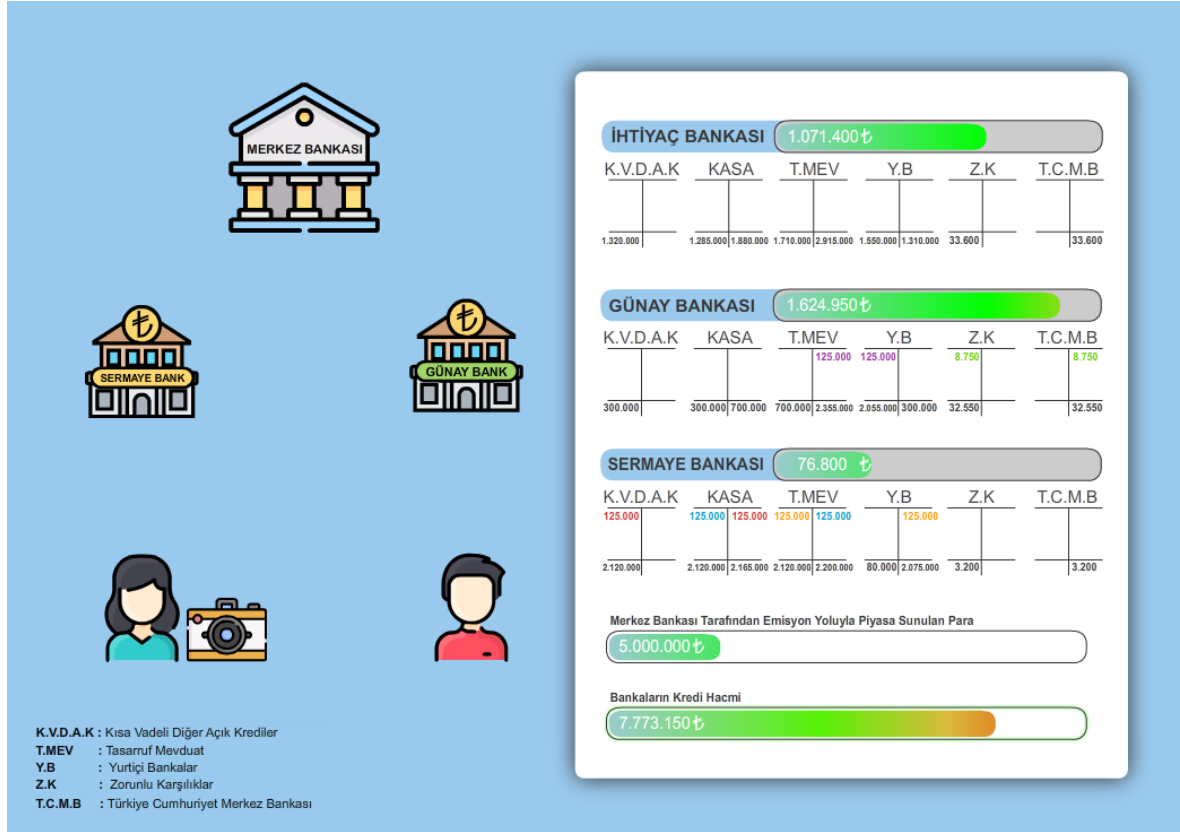 MERKEZ BANKASI
SERMAYE BANK
GÜNAY BANK
K.V.D.A.K : Kısa Vadeli Diğer Açık Krediler
T.MEV : Tasarruf Mevduat
Y.B : Yurtiçi Bankalar
Z.K : Zorunlu Karşılıklar
T.C.M.B : Türkiye Cumhuriyet Merkez Bankası
İHTİYAÇ BANKASI 1.071.400₺
K.V.D.A.K KASA T.MEV Y.B Z.K T.C.M.B
1.320.000 1.285.000 1.880.000 1.710.000 2.915.000 1.550.000 1.310.000 33.600 33.600
GÜNAY BANKASI 1.624.950₺
K.V.D.A.K KASA T.MEV Y.B Z.K T.C.M.B
125.000 125.000 8.750 8.750
300.000 300.000 700.000 700.000 2.355.000 2.055.000 300.000 32.550 32.550
SERMAYE BANKASI 76.800 ₺
K.V.D.A.K KASA T.MEV Y.B Z.K T.C.M.B
125.000 125.000 125.000 125.000 125.000 125.000
2.120.000 2.120.000 2.165.000 2.120.000 2.200.000 80.000 2.075.000 3.200 3.200
Merkez Bankası Tarafından Emisyon Yoluyla Piyasa Sunulan Para
5.000.000₺
Bankaların Kredi Hacmi
7.773.150₺